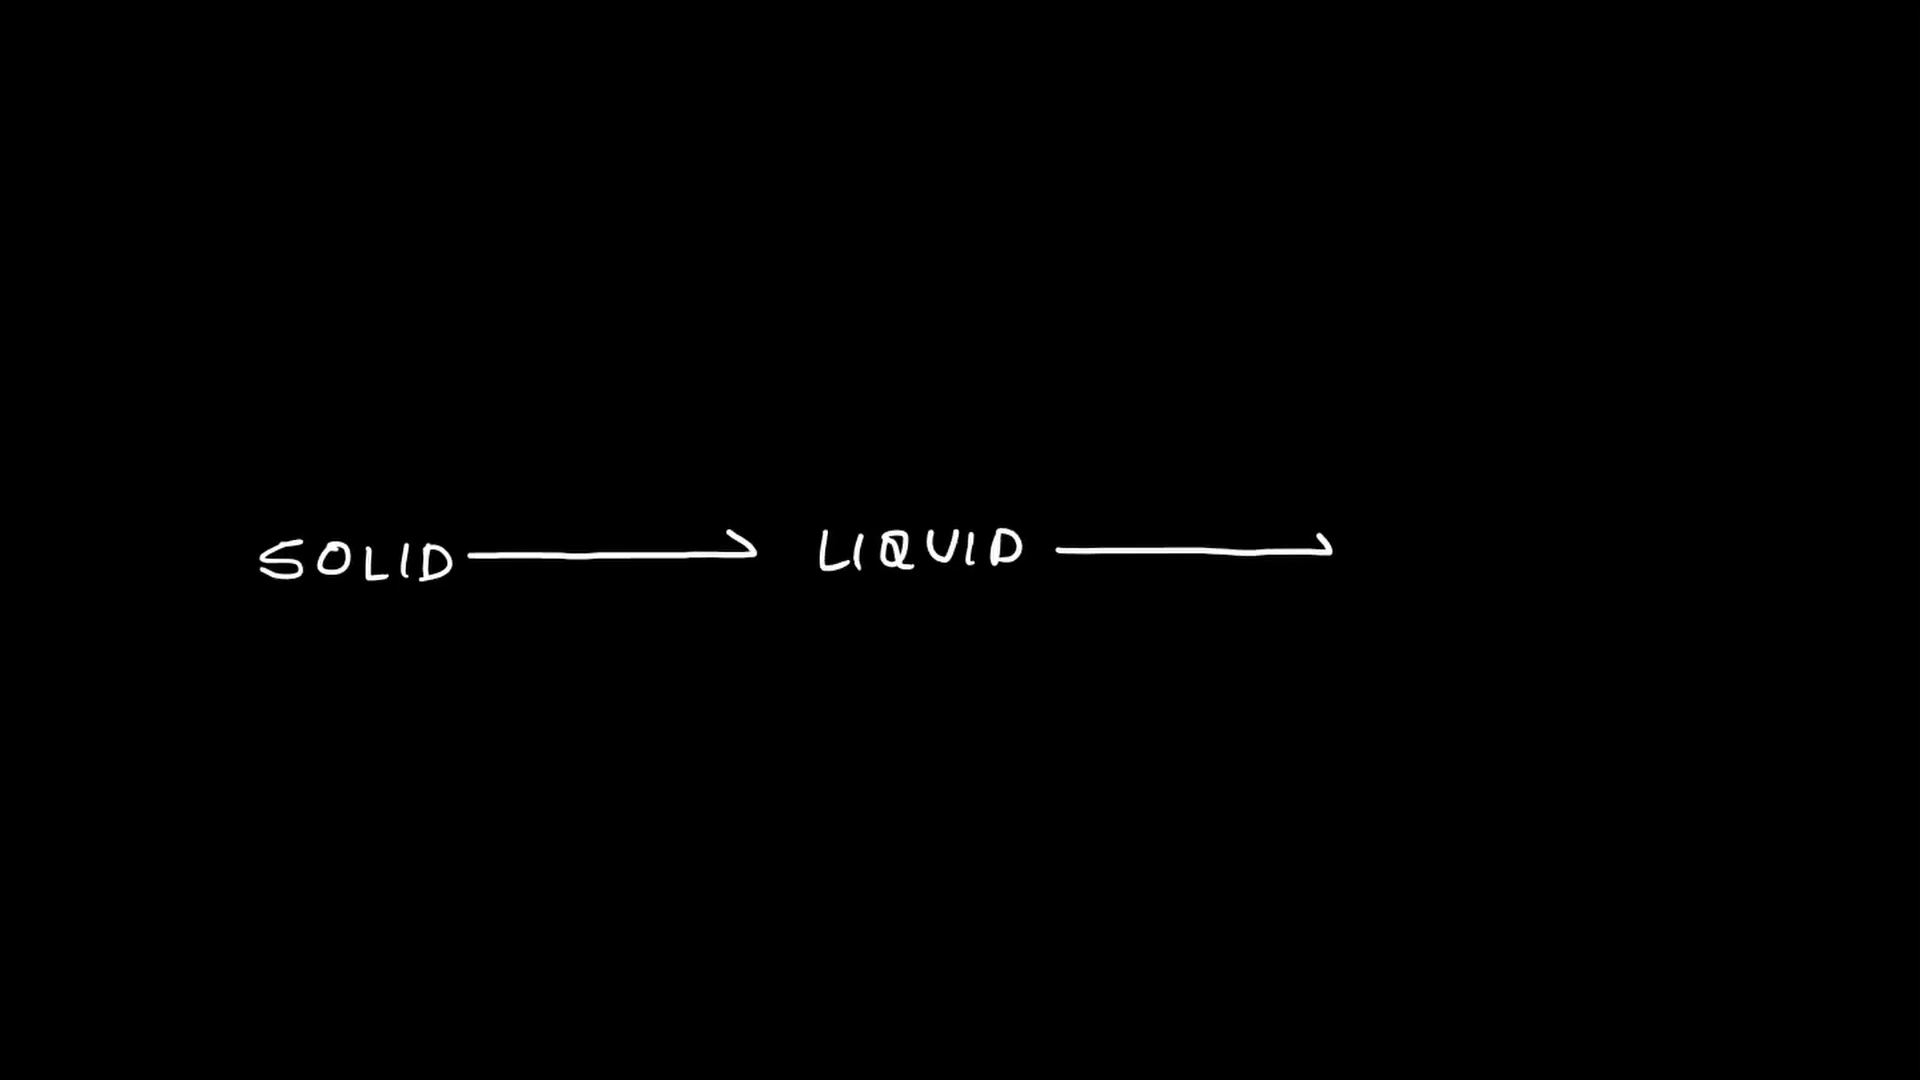 SOLID → LIQUID →